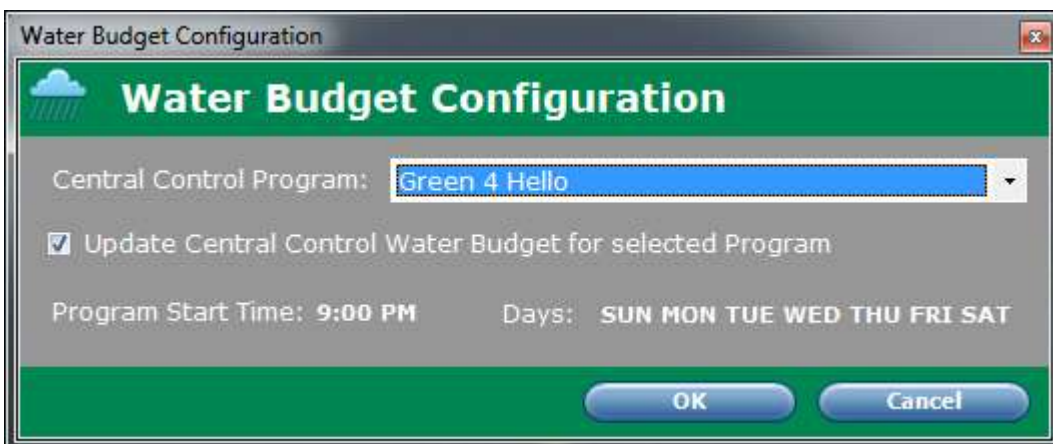 Water Budget Configuration
Water Budget Configuration
Central Control Program: Green 4 Hello
Update Central Control Water Budget for selected Program
Program Start Time: 9:00 PM Days: SUN MON TUE WED THU FRI SAT
OK Cancel